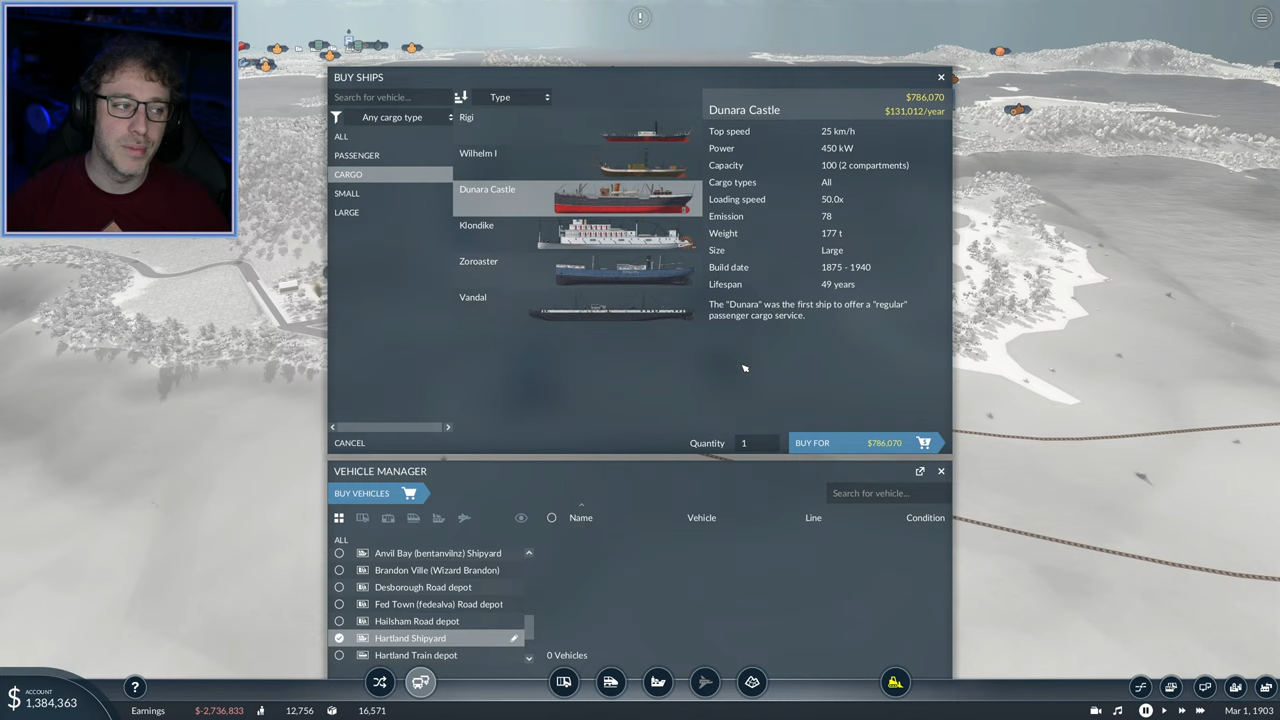 BUY SHIPS
Search for vehicle... Type
Any cargo type
ALL
PASSENGER
CARGO
SMALL
LARGE
Rigi
Wilhelm I
Dunara Castle
Klondike
Zoroaster
Vandal
$786,070
Dunara Castle $131,012/year
Top speed 25 km/h
Power 450 kW
Capacity 100 (2 compartments)
Cargo types All
Loading speed 50.0x
Emission 78
Weight 177 t
Size Large
Build date 1875 - 1940
Lifespan 49 years
The "Dunara" was the first ship to offer a "regular"
passenger cargo service.
CANCEL Quantity 1 BUY FOR $786,070
VEHICLE MANAGER
BUY VEHICLES Search for vehicle...
Name Vehicle Line Condition
ALL
Anvil Bay (bentanvilnz) Shipyard
Brandon Ville (Wizard Brandon)
Desborough Road depot
Fed Town (fedealva) Road depot
Hailsham Road depot
Hartland Shipyard
Hartland Train depot 0 Vehicles
ACCOUNT
$ 1,384,363 ?
Earnings $-2,736,833 12,756 16,571 Mar 1, 1903